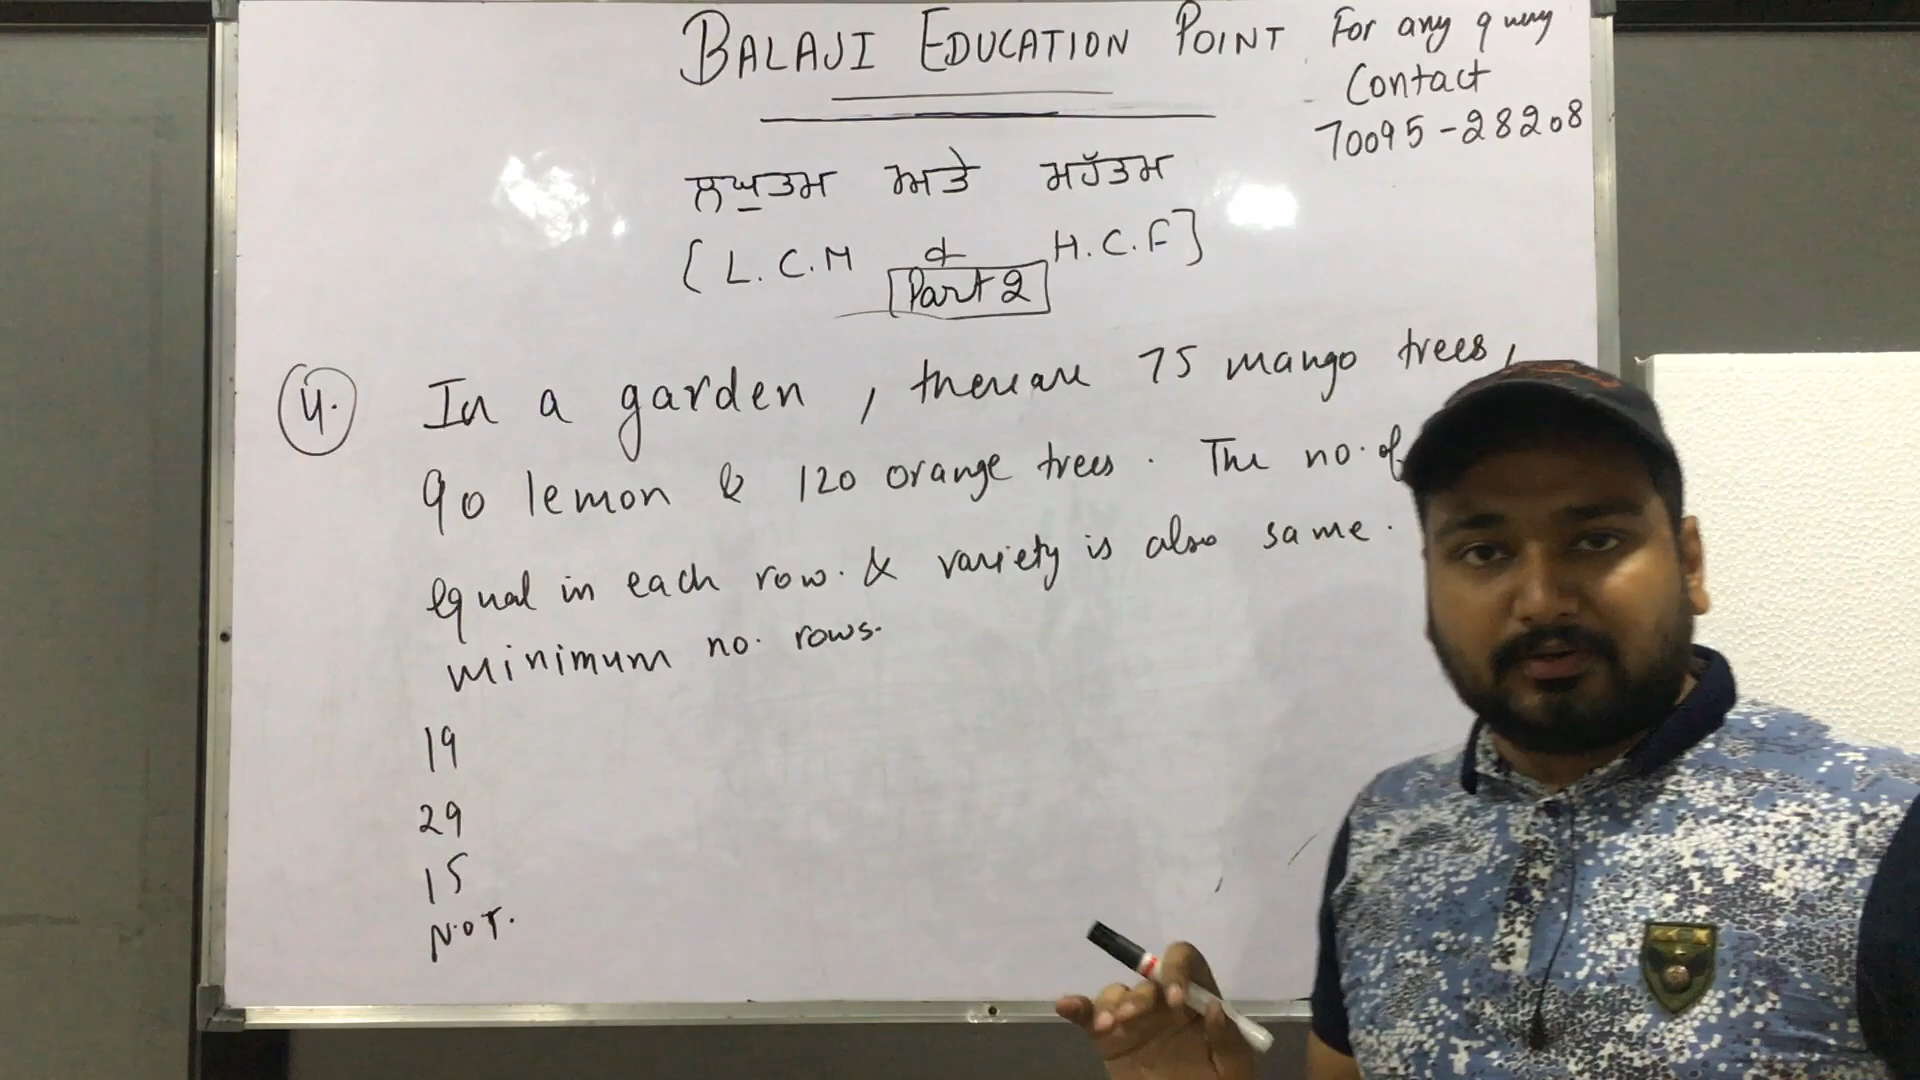 BALAJI EDUCATION POINT
For any query
Contact
70095-28208
ਲਘੁਤਮ ਅਤੇ ਮਹੱਤਮ
[L.C.M & H.C.F]
Part 2
4. In a garden, there are 75 mango trees,
90 lemon & 120 orange trees. The no. of
equal in each row. & variety is also same.
minimum no. rows.
19
29
15
N.O.T.